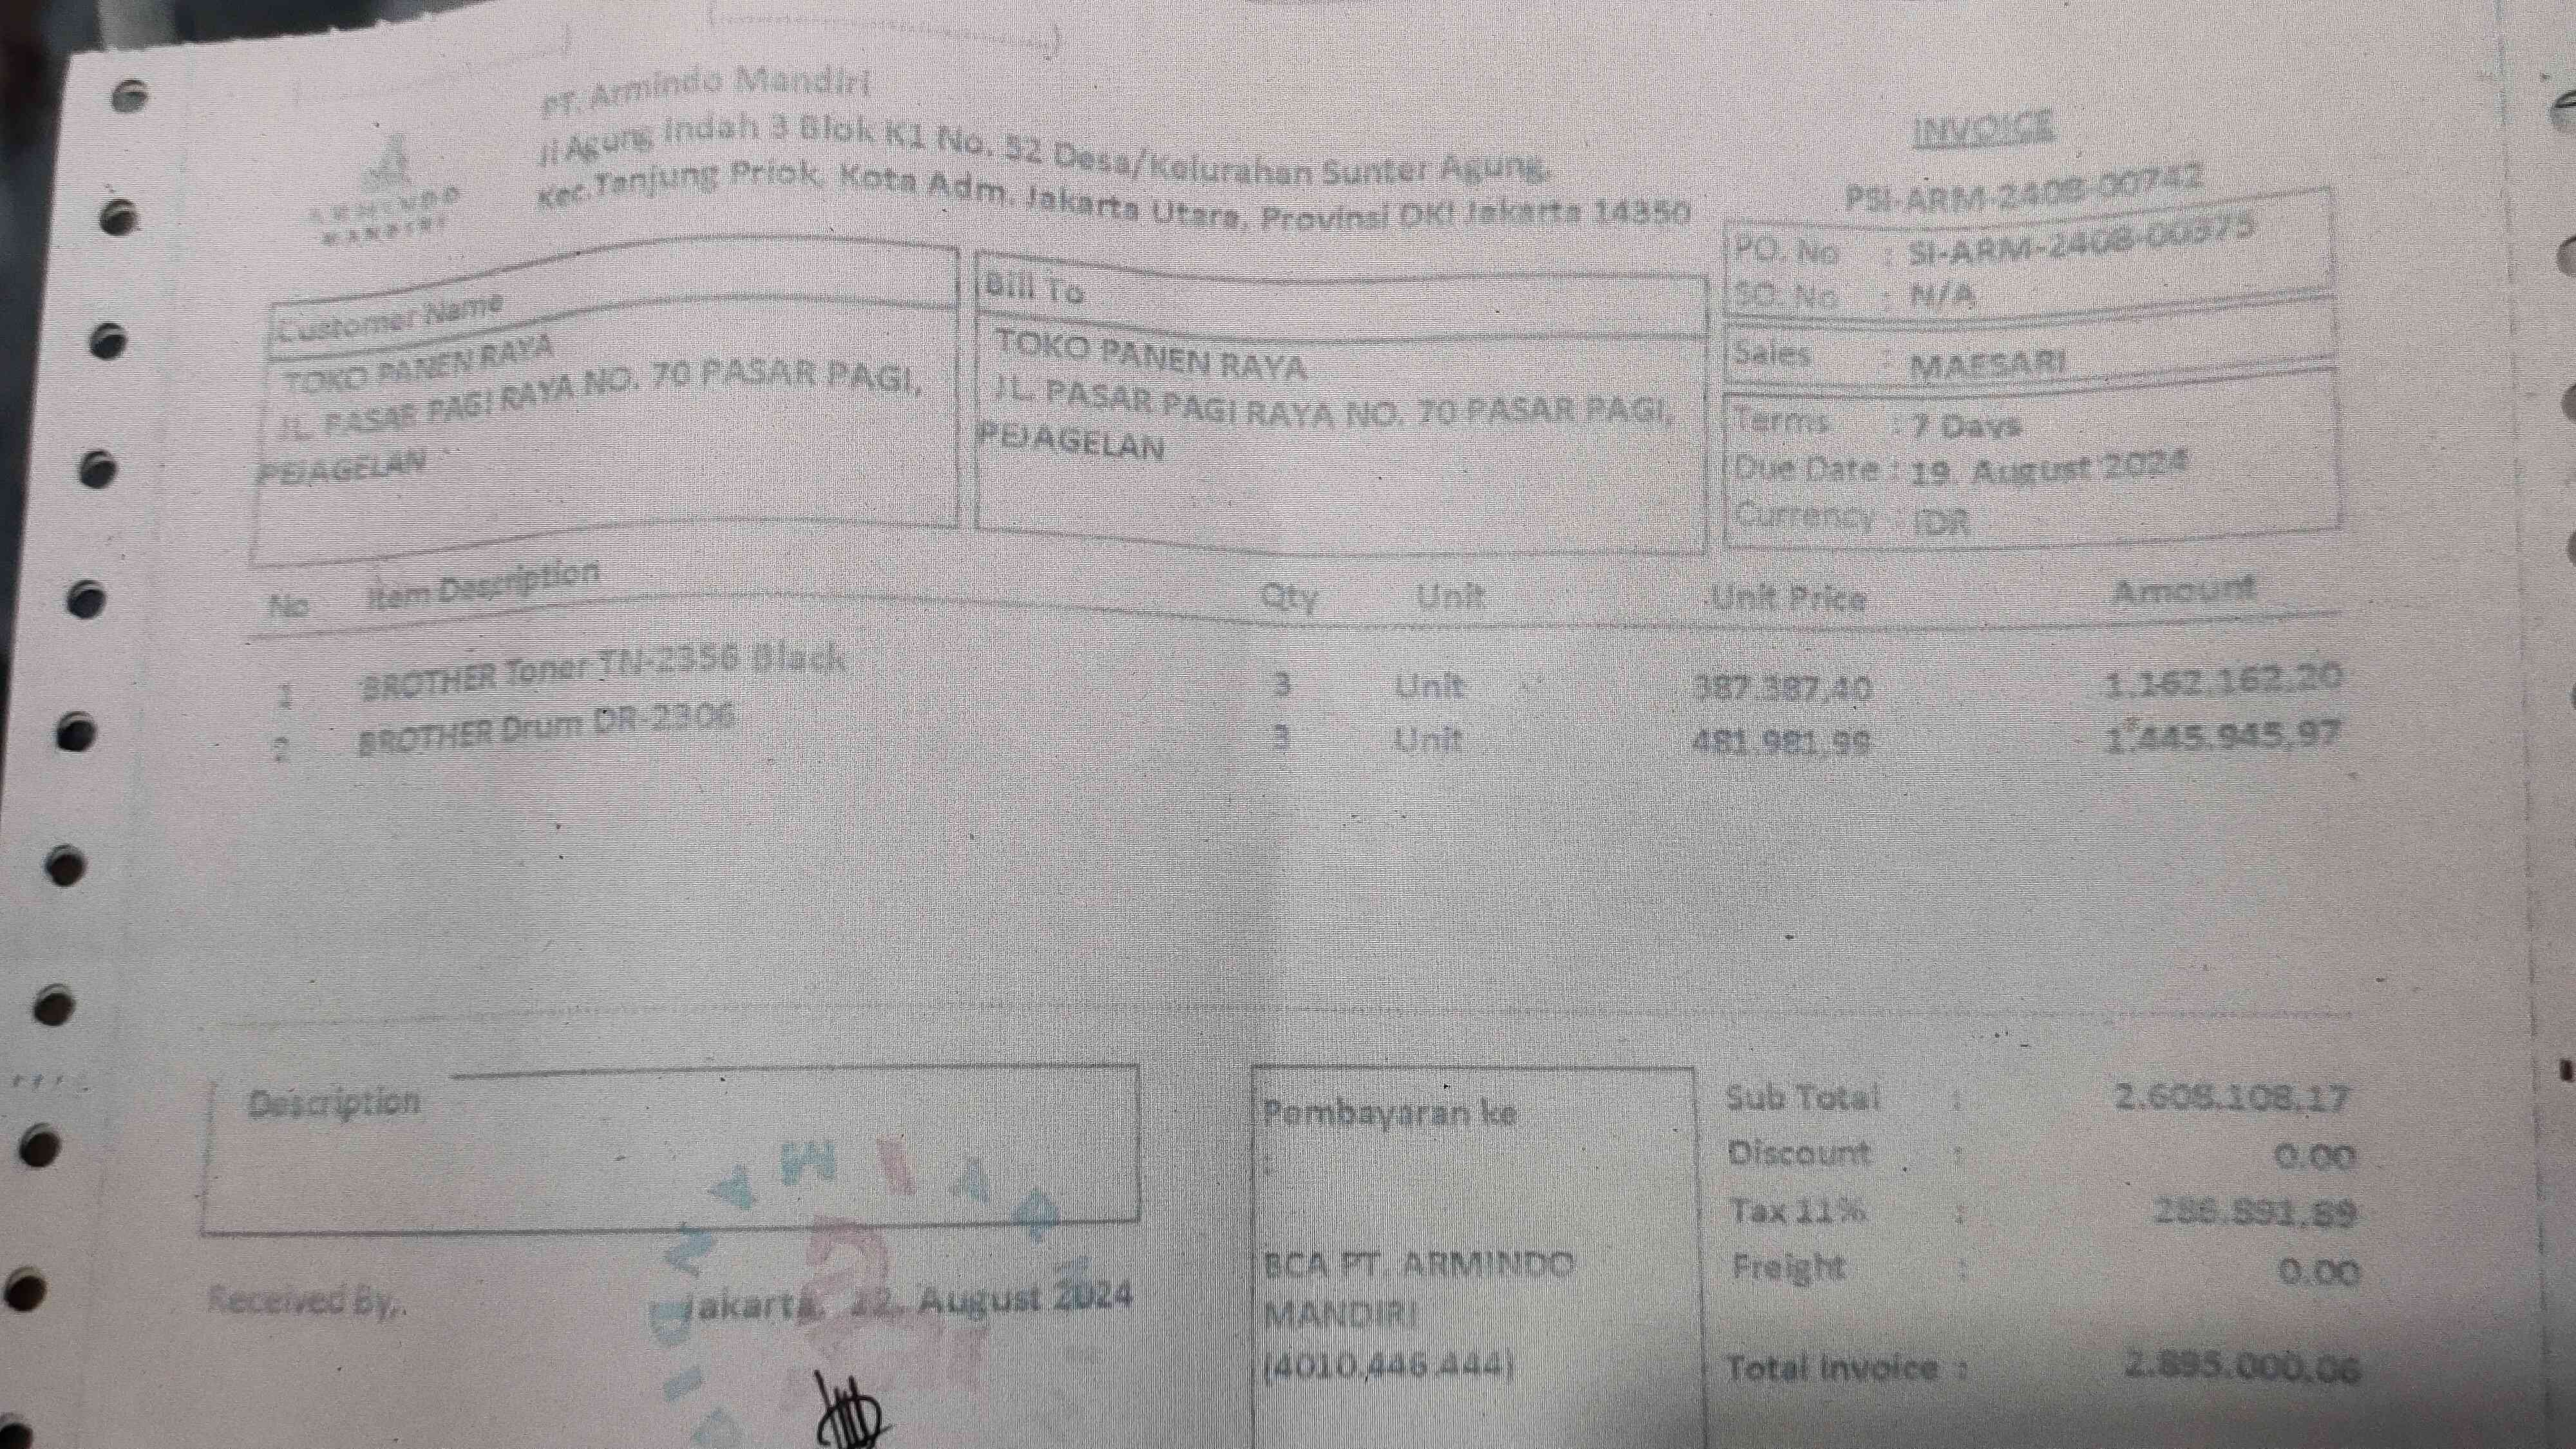 PT. Armindo Mandiri
Jl Agung Indah 3 Blok K1 No. 52 Desa/Kelurahan Sunter Agung,
Kec.Tanjung Priok, Kota Adm. Jakarta Utara, Provinsi DKI Jakarta 14350
ARMINDO
MANDIRI
INVOICE
PSI-ARM-2408-00742
PO. No : SI-ARM-2408-00375
SO. No : N/A
Sales : MAESARI
Terms : 7 Days
Due Date : 19. August 2024
Currency : IDR
Customer Name
TOKO PANEN RAYA
JL. PASAR PAGI RAYA NO. 70 PASAR PAGI,
PEJAGELAN
Bill To
TOKO PANEN RAYA
JL. PASAR PAGI RAYA NO. 70 PASAR PAGI,
PEJAGELAN
No Item Description Qty Unit Unit Price Amount
1 BROTHER Toner TN-2356 Black 3 Unit 387.387,40 1.162.162,20
2 BROTHER Drum DR-2306 3 Unit 481.981,99 1.445.945,97
Description
Received By,.
Jakarta, 12. August 2024
Pembayaran ke
:
BCA PT. ARMINDO
MANDIRI
(4010.446.444)
Sub Total : 2.608.108,17
Discount : 0.00
Tax 11% : 286.891,89
Freight : 0.00
Total Invoice : 2.895.000,06